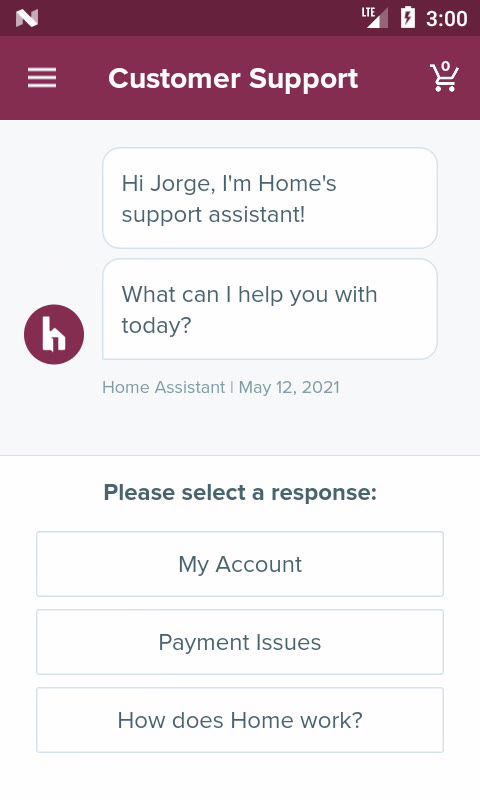 LTE
3:00
Customer Support
0
Hi Jorge, I'm Home's
support assistant!
What can I help you with
today?
h
Home Assistant | May 12, 2021
Please select a response:
My Account
Payment Issues
How does Home work?